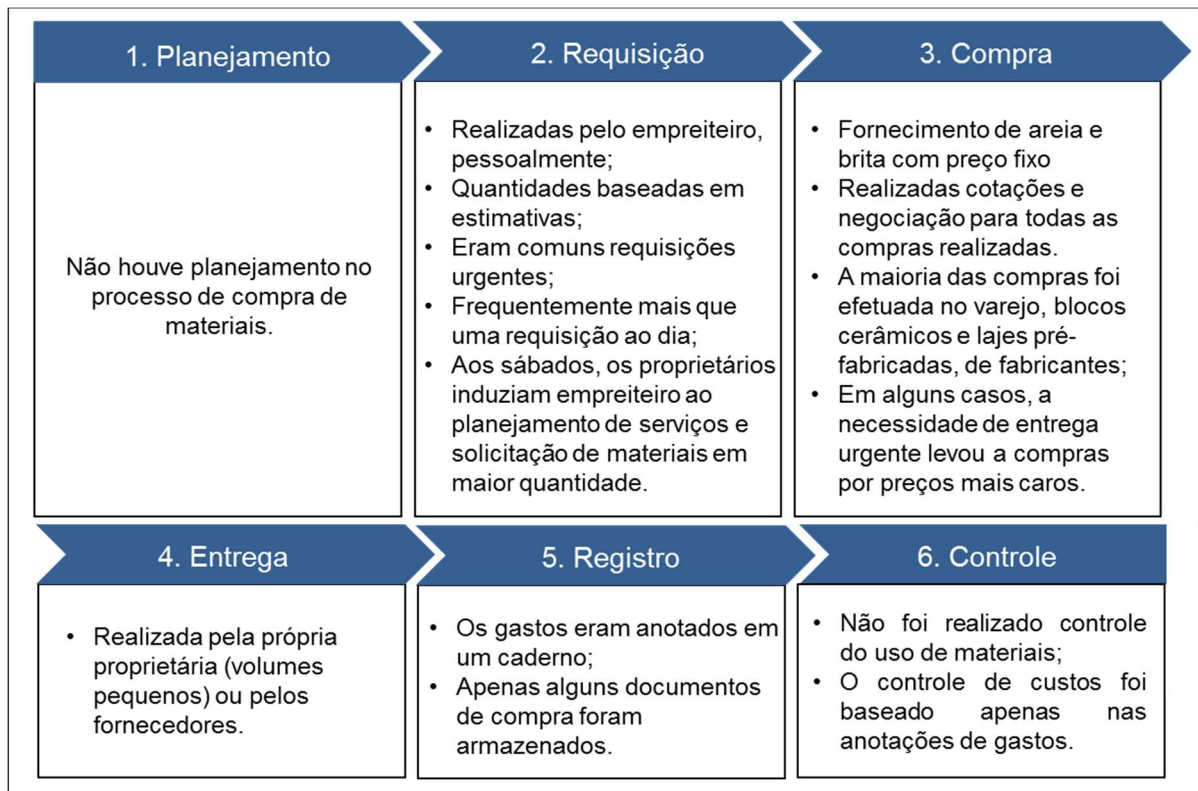 1. Planejamento
Não houve planejamento no
processo de compra de
materiais.
2. Requisição
• Realizadas pelo empreiteiro,
pessoalmente;
• Quantidades baseadas em
estimativas;
• Eram comuns requisições
urgentes;
• Frequentemente mais que
uma requisição ao dia;
• Aos sábados, os proprietários
induziam empreiteiro ao
planejamento de serviços e
solicitação de materiais em
maior quantidade.
3. Compra
• Fornecimento de areia e
brita com preço fixo
• Realizadas cotações e
negociação para todas as
compras realizadas.
• A maioria das compras foi
efetuada no varejo, blocos
cerâmicos e lajes pré-
fabricadas, de fabricantes;
• Em alguns casos, a
necessidade de entrega
urgente levou a compras
por preços mais caros.
4. Entrega
• Realizada pela própria
proprietária (volumes
pequenos) ou pelos
fornecedores.
5. Registro
• Os gastos eram anotados em
um caderno;
• Apenas alguns documentos
de compra foram
armazenados.
6. Controle
• Não foi realizado controle
do uso de materiais;
• O controle de custos foi
baseado apenas nas
anotações de gastos.